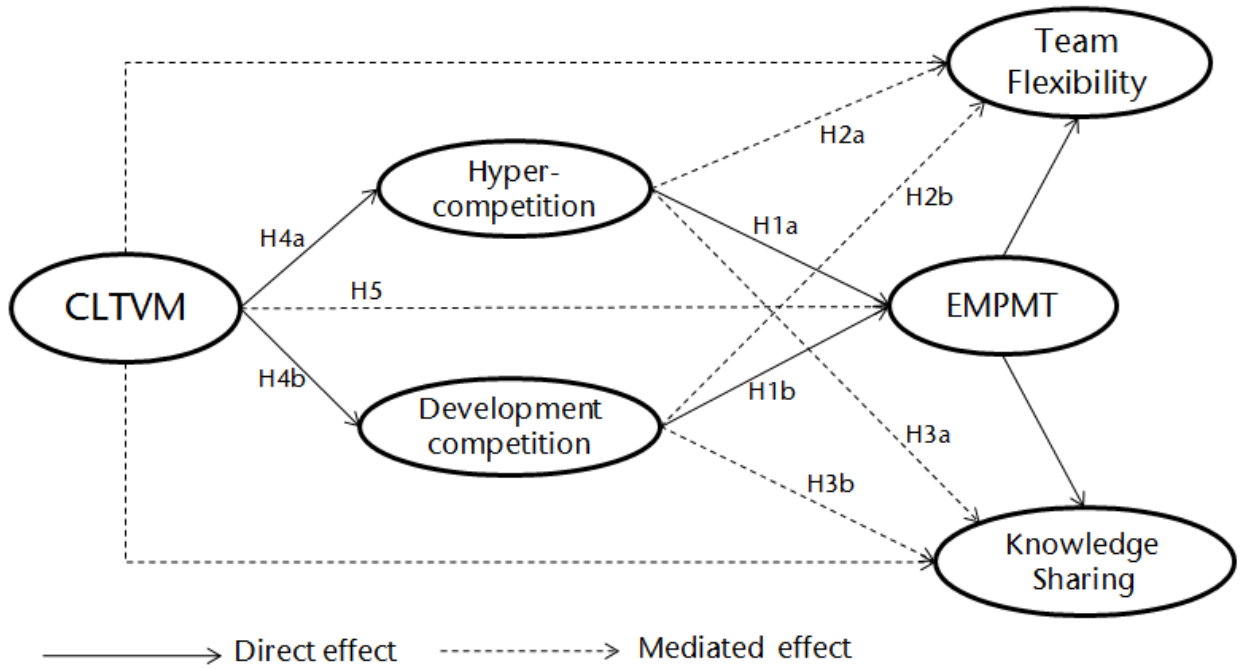 Team
Flexibility
Hyper-
competition
H2a
H2b
H4a
H1a
CLTVM
H5
EMPMT
H4b
H1b
Development
competition
H3a
H3b
Knowledge
Sharing
Direct effect
Mediated effect